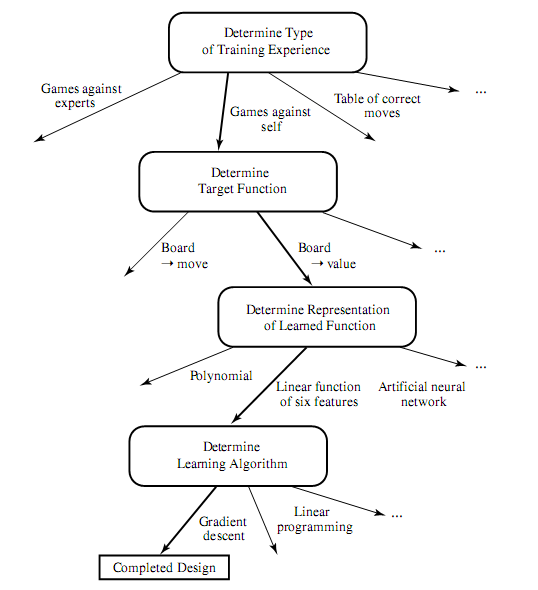 Determine Type
of Training Experience
Games against
experts
Games against
self
Table of correct
moves
...
Determine
Target Function
Board
→ move
Board
→ value
...
Determine Representation
of Learned Function
Polynomial
Linear function
of six features
Artificial neural
network
...
Determine
Learning Algorithm
Gradient
descent
Linear
programming
...
Completed Design